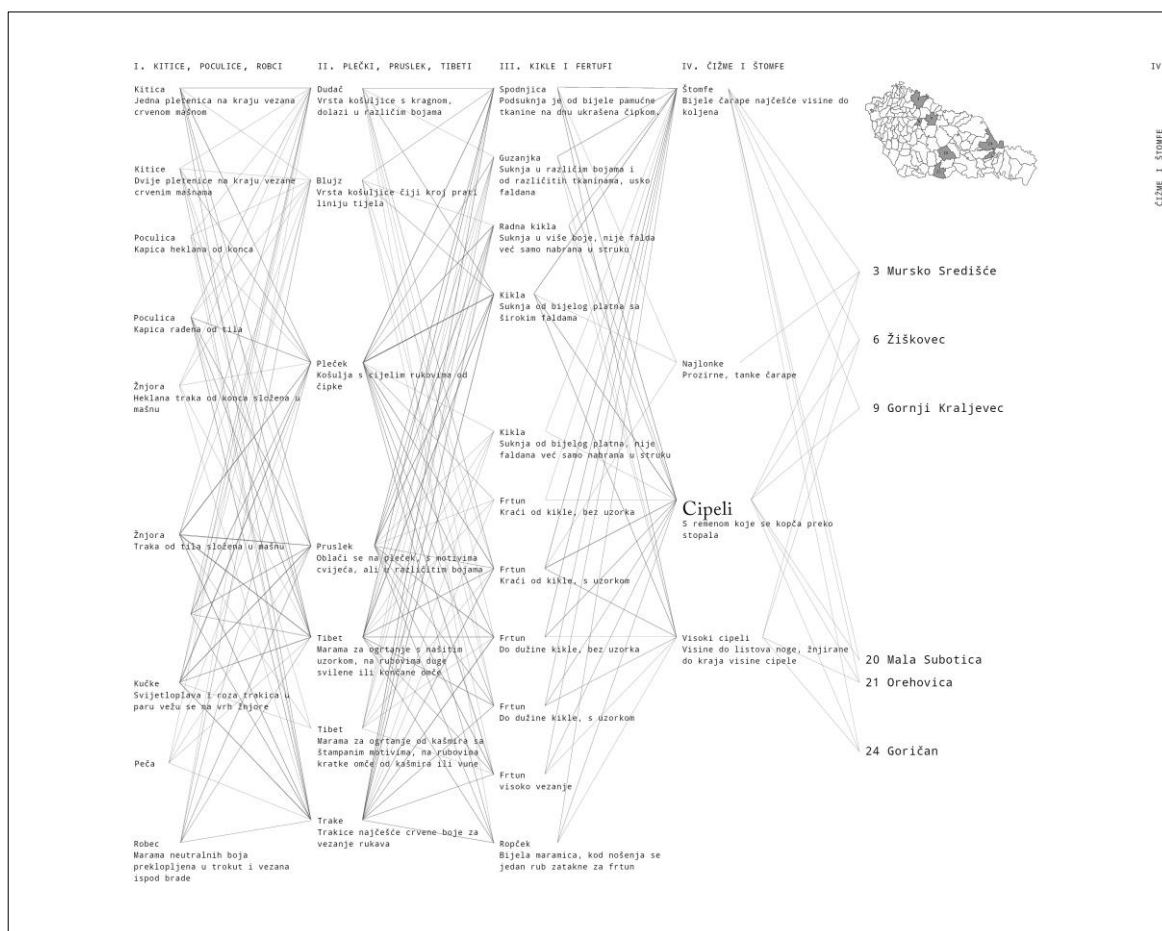 I. KITICE, POCULICE, ROBCI
Kitica
Jedna pletenica na kraju vezana
crvenom mašnom
Kitice
Dvije pletenice na kraju vezane
crvenim mašnama
Poculica
Kapica heklana od konca
Poculica
Kapica rađena od tila
Žnjora
Heklana traka od konca složena u
mašnu
Žnjora
Traka od tila složena u mašnu
Kučke
Svijetloplava i roza trakica u
paru vežu se na vrh žnjore
Peča
Robec
Marama neutralnih boja
preklopljena u trokut i vezana
ispod brade
II. PLEČKI, PRUSLEK, TIBETI
Dudač
Vrsta košuljice s kragnom,
dolazi u različim bojama
Blujz
Vrsta košuljice čiji kroj prati
liniju tijela
Pleček
Košulja s cijelim rukovima od
čipke
Pruslek
Oblači se na pleček, s motivima
cvijeća, ali u različitim bojama
Tibet
Marama za ogrtanje s našitim
uzorkom, na rubovima duge
svilene ili končane omče
Tibet
Marama za ogrtanje od kašmira sa
štampanim motivima, na rubovima
kratke omče od kašmira ili vune
Trake
Trakice najčešće crvene boje za
vezanje rukava
III. KIKLE I FERTUFI
Spodnjica
Podsuknja je od bijele pamučne
tkanine na dnu ukrašena čipkom.
Guzanjka
Suknja u različim bojama i
od različitih tkaninama, usko
faldana
Radna kikla
Suknja u više boje, nije falda
već samo nabrana u struku
Kikla
Suknja od bijelog platna sa
širokim faldama
Kikla
Suknja od bijelog platna, nije
faldana već samo nabrana u struku
Frtun
Kraći od kikle, bez uzorka
Frtun
Kraći od kikle, s uzorkom
Frtun
Do dužine kikle, bez uzorka
Frtun
Do dužine kikle, s uzorkom
Frtun
visoko vezanje
Ropček
Bijela maramica, kod nošenja se
jedan rub zatakne za frtun
IV. ČIŽME I ŠTOMFE
Štomfe
Bijele čarape najčešće visine do
koljena
Najlonke
Prozirne, tanke čarape
Cipeli
S remenom koje se kopča preko
stopala
Visoki cipeli
Visine do listova noge, žnjirane
do kraja visine cipele
3 Mursko Središće
6 Žiškovec
9 Gornji Kraljevec
20 Mala Subotica
21 Orehovica
24 Goričan
IV
ČIŽME I ŠTOMFE